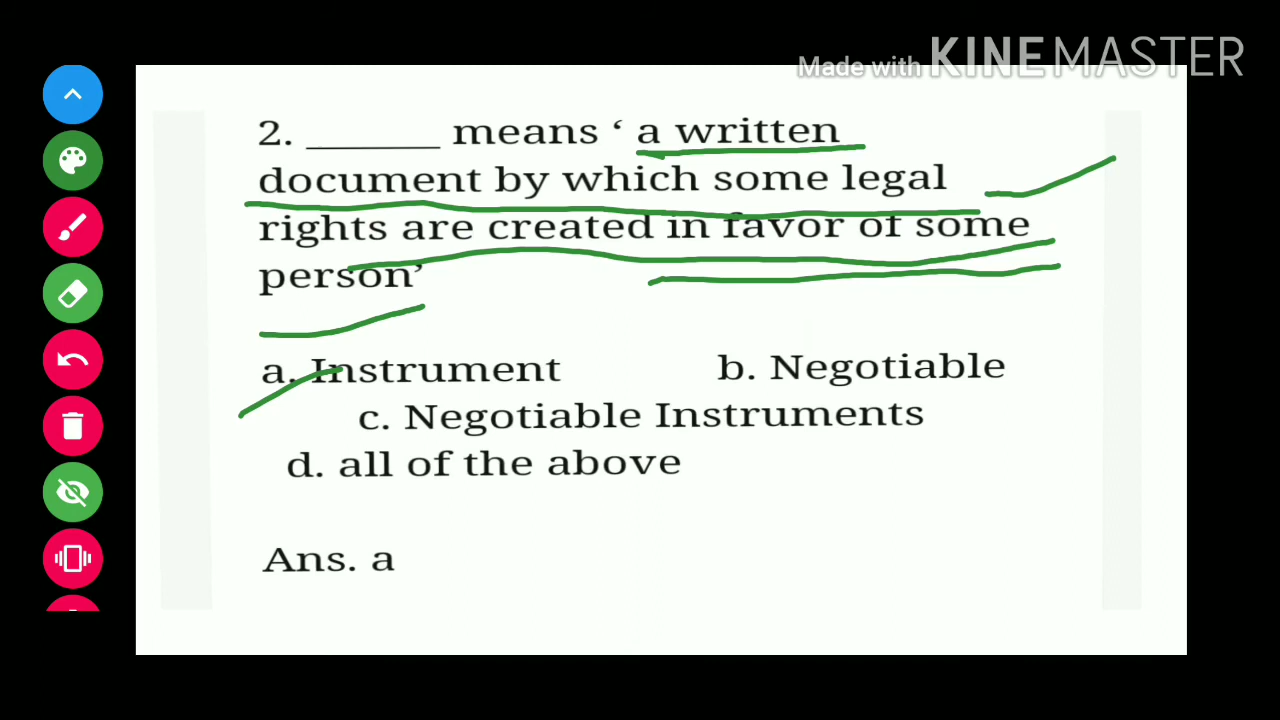 Made with KINEMASTER
2. _______ means ‘ a written
document by which some legal
rights are created in favor of some
person’
a. Instrument b. Negotiable
c. Negotiable Instruments
d. all of the above
Ans. a